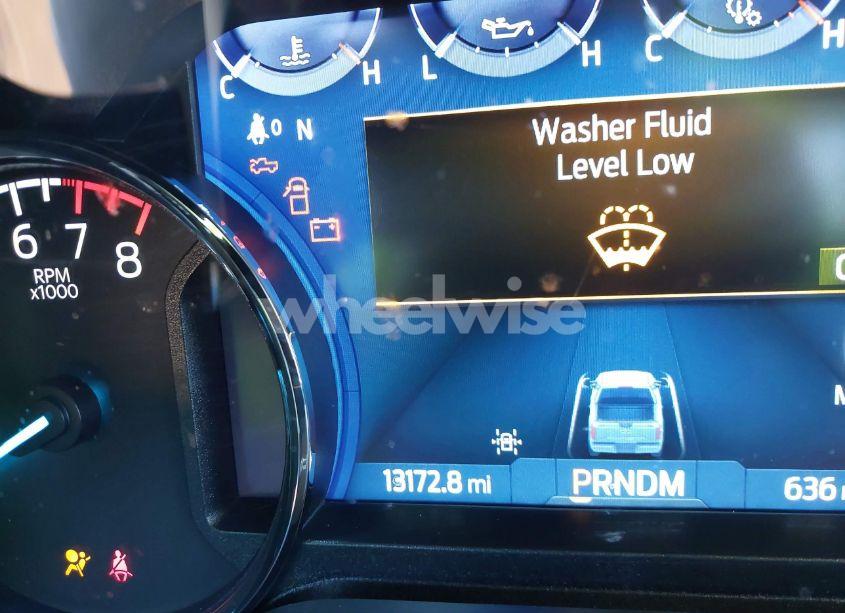 C H
L H
C H
0 N
Washer Fluid
Level Low
6 7 8
RPM
x1000
wheelwise
13172.8 mi
PRNDM
636